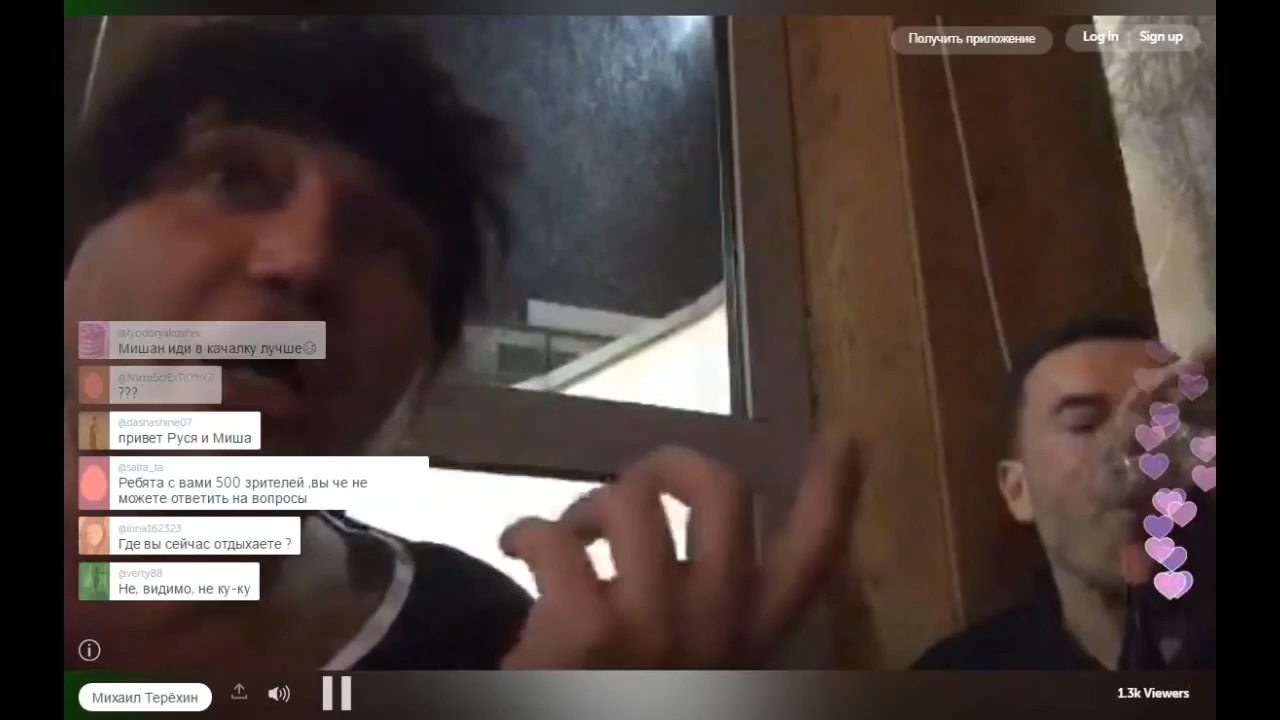 Получить приложение
Log in
Sign up
@fyodoryakushev
Мишан иди в качалку лучше😄
???
@dashashine07
привет Руся и Миша
@salta_ta
Ребята с вами 500 зрителей ,вы че не
можете ответить на вопросы
@inna162323
Где вы сейчас отдыхаете ?
@verty88
Не, видимо, не ку-ку
Михаил Терёхин
1.3k Viewers